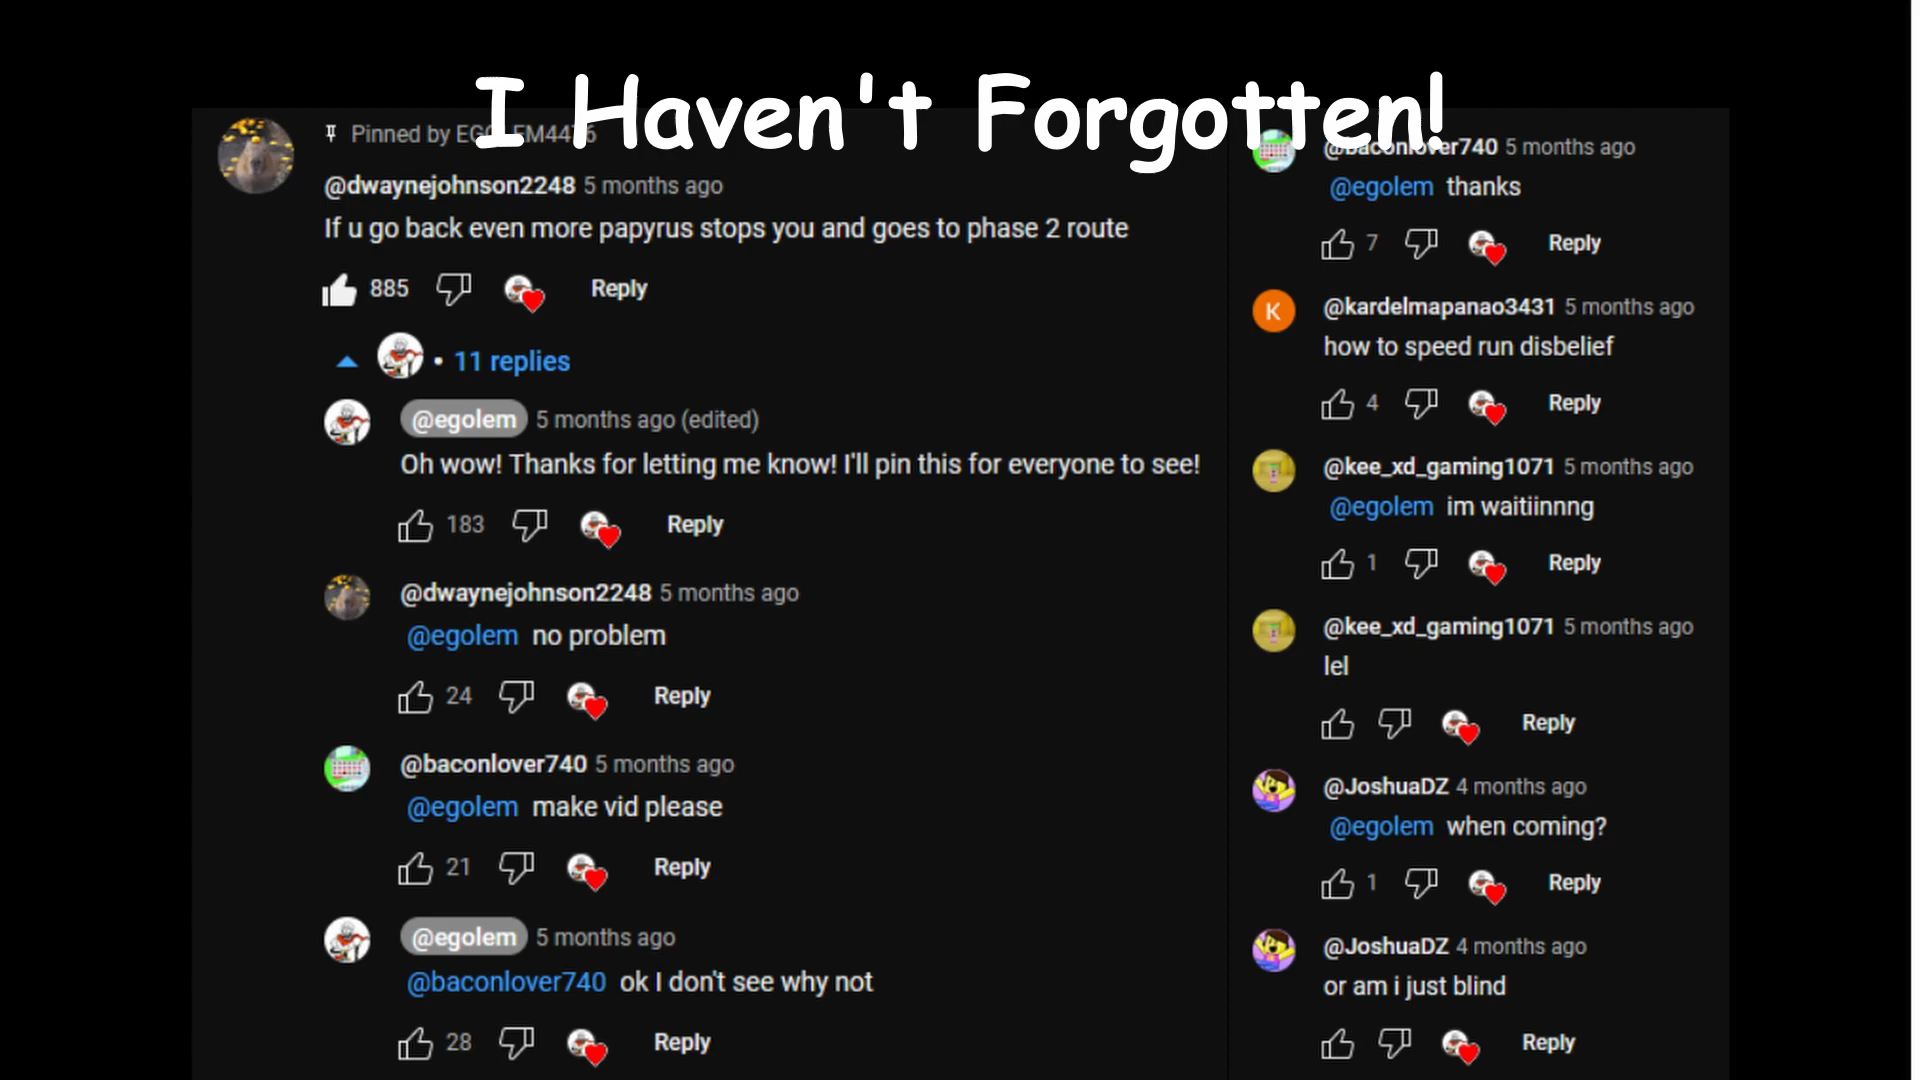 I Haven't Forgotten!
Pinned by
@dwaynejohnson2248 5 months ago
If u go back even more papyrus stops you and goes to phase 2 route
885 Reply
• 11 replies
@egolem 5 months ago (edited)
Oh wow! Thanks for letting me know! I'll pin this for everyone to see!
183 Reply
@dwaynejohnson2248 5 months ago
@egolem no problem
24 Reply
@baconlover740 5 months ago
@egolem make vid please
21 Reply
@egolem 5 months ago
@baconlover740 ok I don't see why not
28 Reply
@baconlover740 5 months ago
@egolem thanks
7 Reply
K @kardelmapanao3431 5 months ago
how to speed run disbelief
4 Reply
@kee_xd_gaming1071 5 months ago
@egolem im waitiinnng
1 Reply
@kee_xd_gaming1071 5 months ago
lel
Reply
@JoshuaDZ 4 months ago
@egolem when coming?
1 Reply
@JoshuaDZ 4 months ago
or am i just blind
Reply